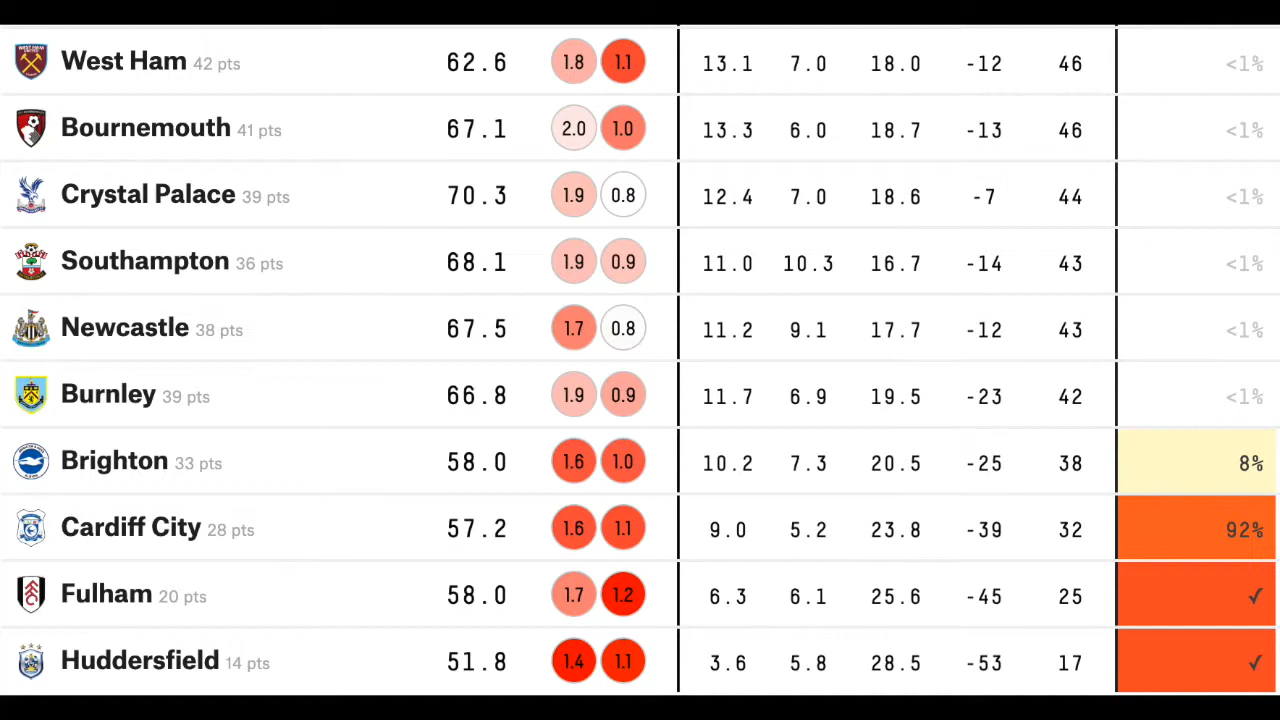 West Ham 42 pts 62.6 1.8 1.1 13.1 7.0 18.0 -12 46 <1%
Bournemouth 41 pts 67.1 2.0 1.0 13.3 6.0 18.7 -13 46 <1%
Crystal Palace 39 pts 70.3 1.9 0.8 12.4 7.0 18.6 -7 44 <1%
Southampton 36 pts 68.1 1.9 0.9 11.0 10.3 16.7 -14 43 <1%
Newcastle 38 pts 67.5 1.7 0.8 11.2 9.1 17.7 -12 43 <1%
Burnley 39 pts 66.8 1.9 0.9 11.7 6.9 19.5 -23 42 <1%
Brighton 33 pts 58.0 1.6 1.0 10.2 7.3 20.5 -25 38 8%
Cardiff City 28 pts 57.2 1.6 1.1 9.0 5.2 23.8 -39 32 92%
Fulham 20 pts 58.0 1.7 1.2 6.3 6.1 25.6 -45 25 ✓
Huddersfield 14 pts 51.8 1.4 1.1 3.6 5.8 28.5 -53 17 ✓